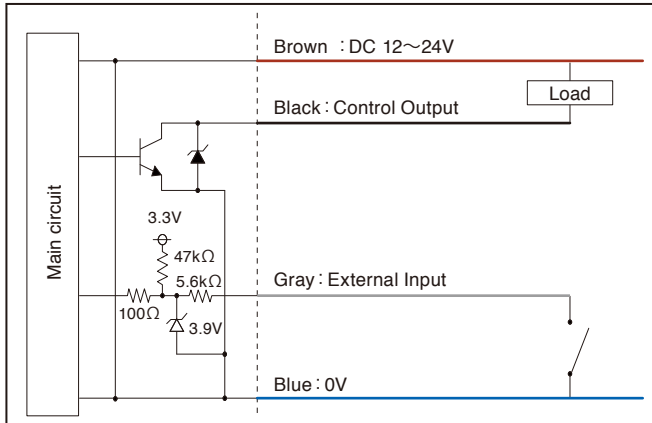 Brown : DC 12～24V
Load
Black : Control Output
Main circuit
3.3V
47kΩ
5.6kΩ
Gray : External Input
100Ω
3.9V
Blue : 0V